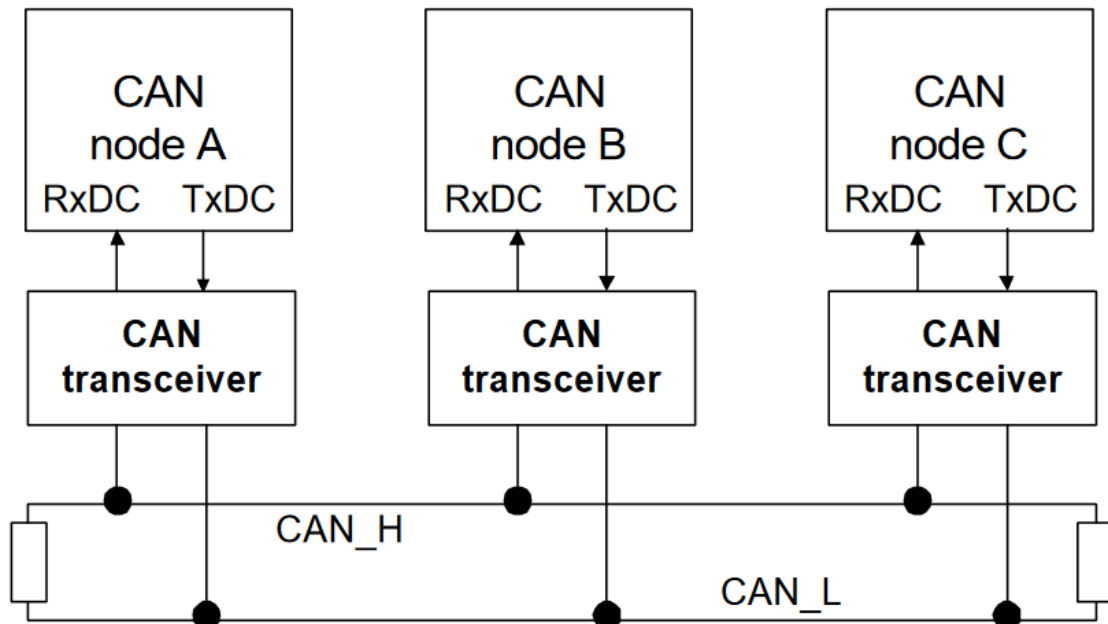 CAN
node A
RxDC TxDC
CAN
node B
RxDC TxDC
CAN
node C
RxDC TxDC
CAN
transceiver
CAN
transceiver
CAN
transceiver
CAN_H
CAN_L